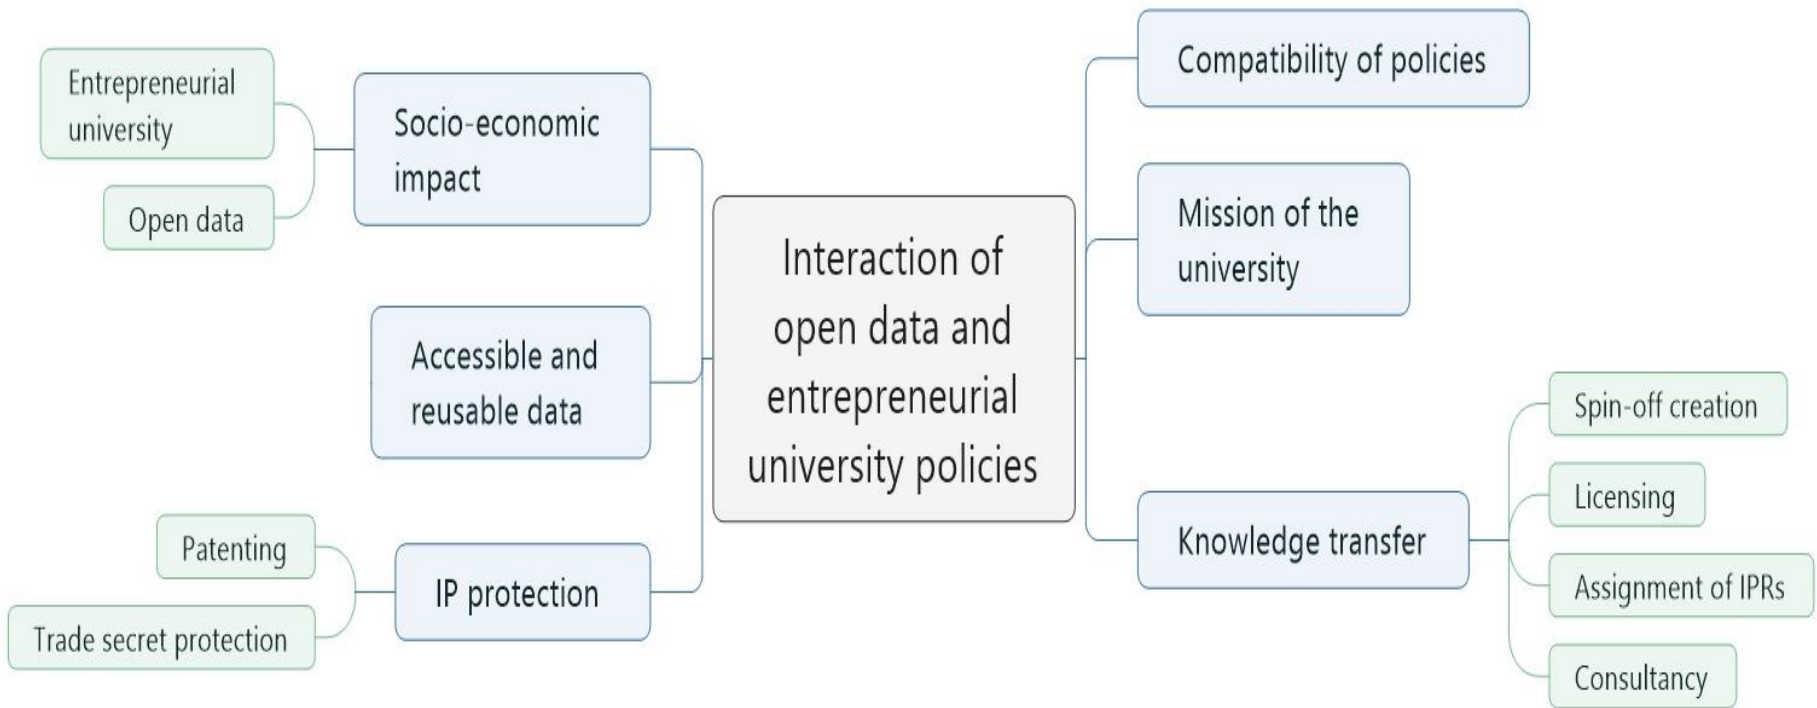 Entrepreneurial
university
Open data
Socio-economic
impact
Accessible and
reusable data
Patenting
Trade secret protection
IP protection
Interaction of
open data and
entrepreneurial
university policies
Compatibility of policies
Mission of the
university
Knowledge transfer
Spin-off creation
Licensing
Assignment of IPRs
Consultancy